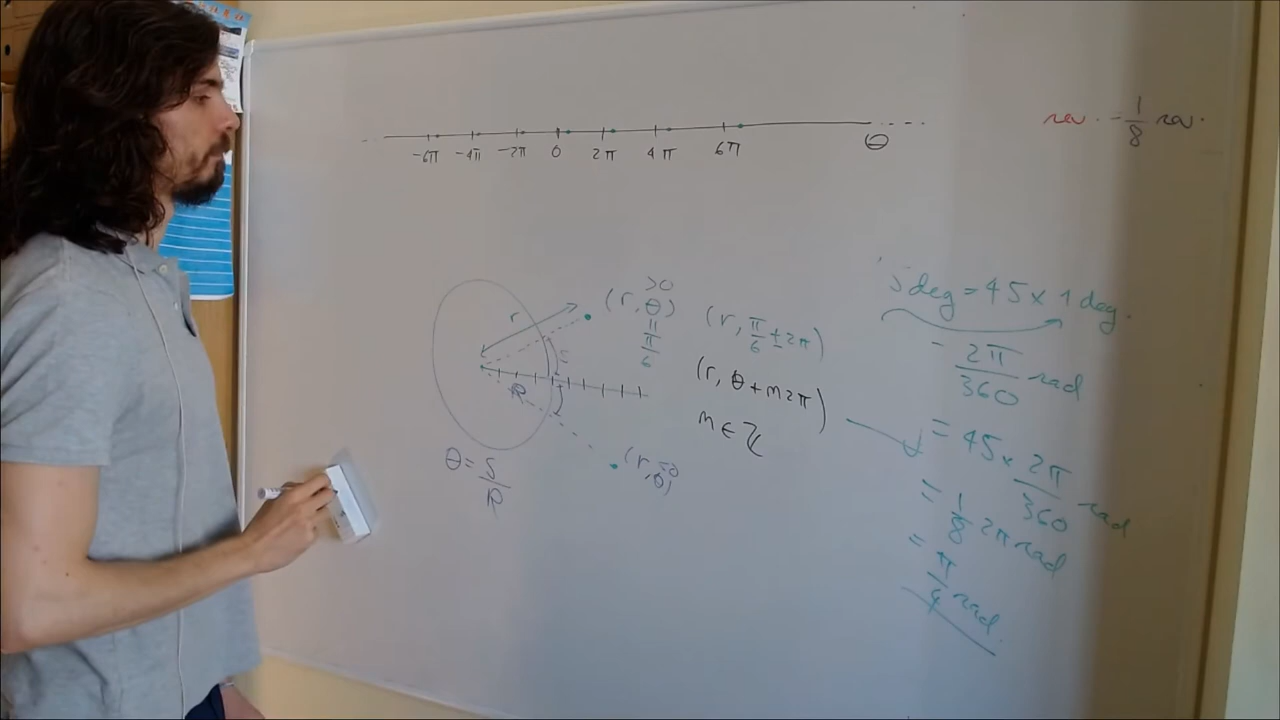 -6π -4π -2π 0 2π 4π 6π θ
rev. - 1/8 rev.
>0
(r, θ)
=
π/6
(r, π/6 ± 2π)
(r, θ + m2π)
m ∈ ℤ
r
R
θ = S/R
5 deg = 45 × 1 deg.
2π/360 rad
= 45 × 2π/360 rad
= 1/8 2π rad
= π/4 rad.